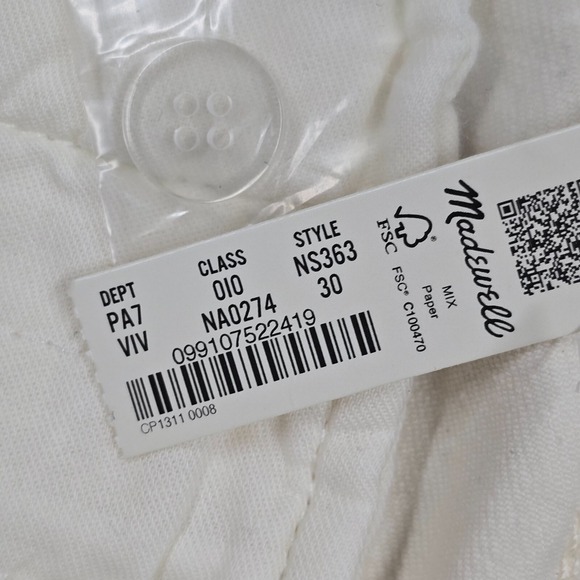 DEPT CLASS STYLE
PA7 010 NS363
VIV NA0274 30
099107522419
CP1311 0008
FSC
FSC® C100470
MIX
Paper
Madewell